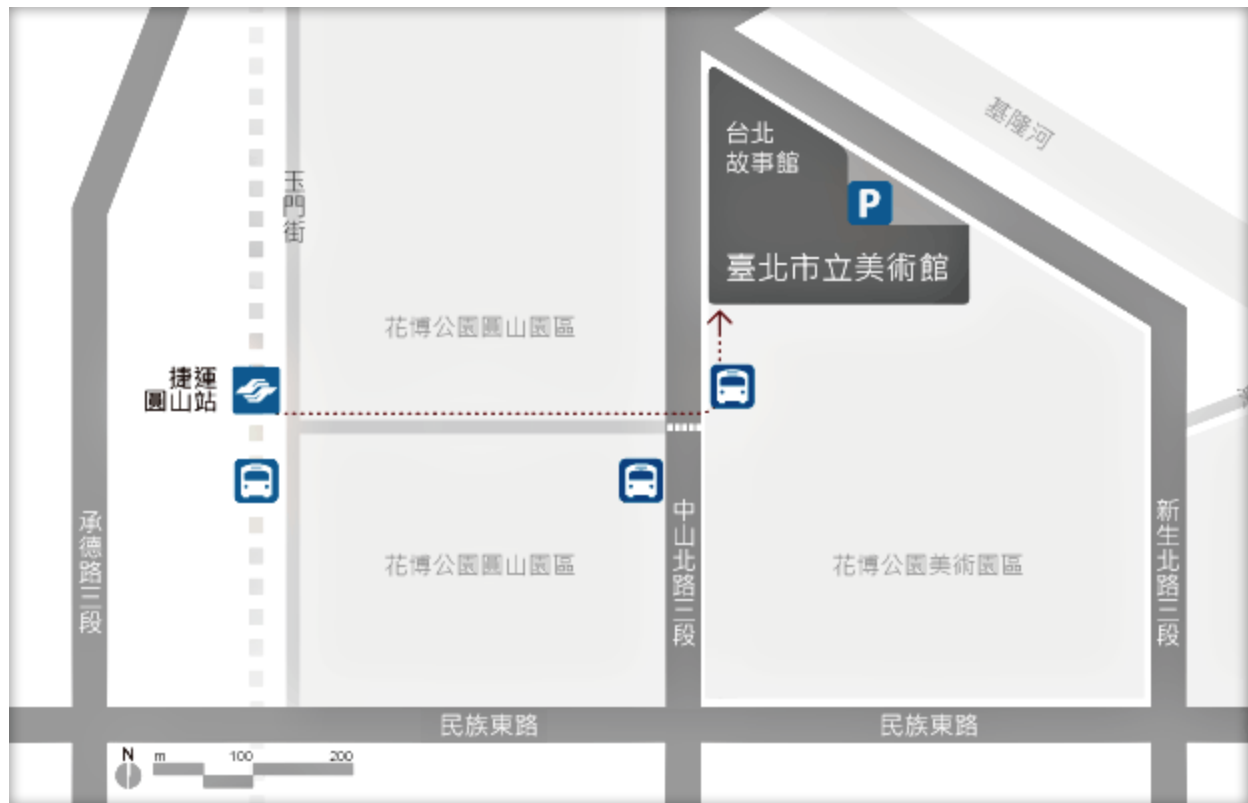 基隆河
台北
故事館
P
臺北市立美術館
玉門街
花博公園圓山園區
捷運
圓山站
承德路三段
中山北路三段
新生北路三段
花博公園圓山園區
花博公園美術園區
民族東路
民族東路
N
m 100 200